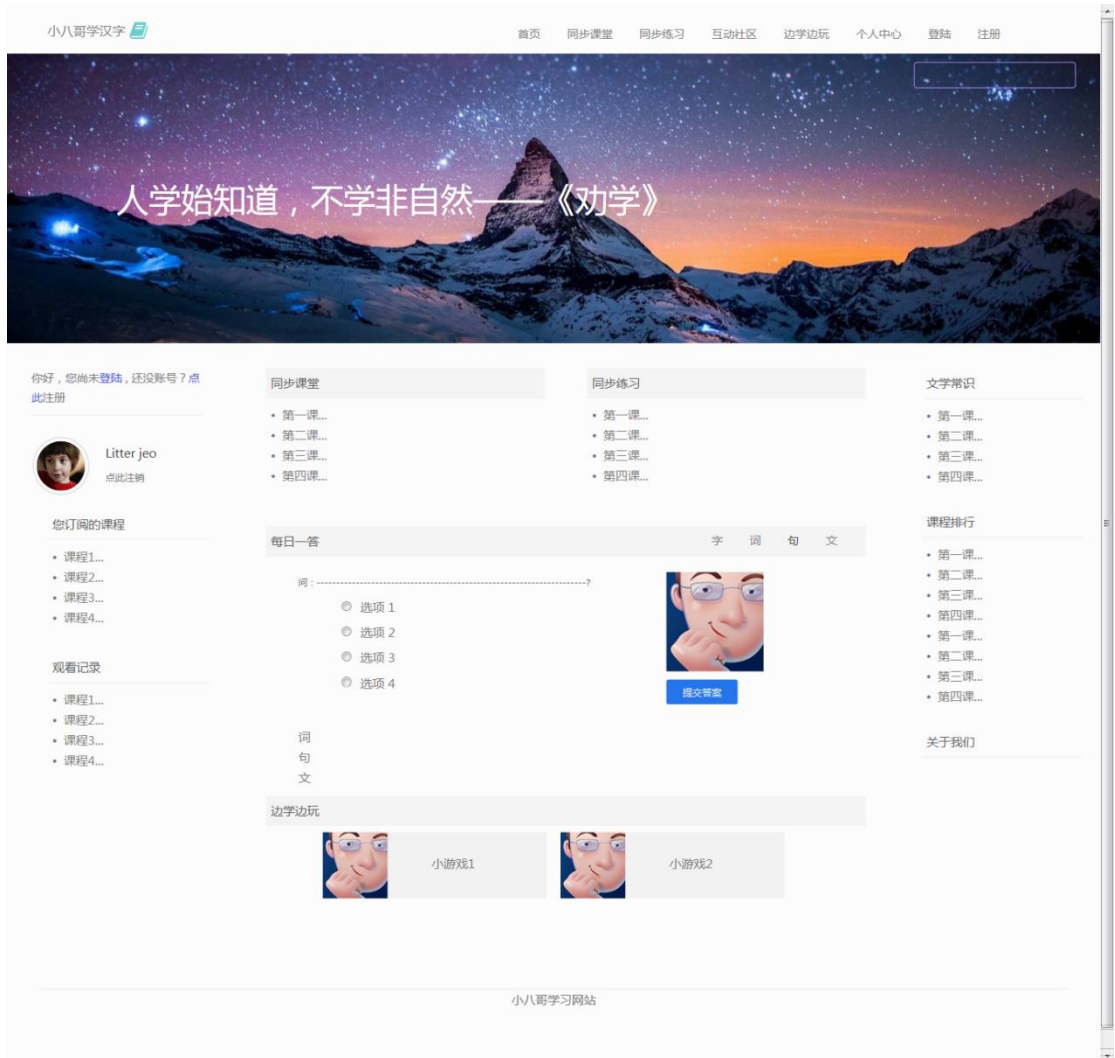 小八哥学汉字
首页 同步课堂 同步练习 互动社区 边学边玩 个人中心 登陆 注册
人学始知道，不学非自然——《劝学》
你好，您尚未登陆，还没账号？点
此注册
Litter jeo
点此注销
您订阅的课程
课程1...
课程2...
课程3...
课程4...
观看记录
课程1...
课程2...
课程3...
课程4...
同步课堂
第一课...
第二课...
第三课...
第四课...
同步练习
第一课...
第二课...
第三课...
第四课...
每日一答 字 词 句 文
问：--------------------------------------------------------------------?
选项 1
选项 2
选项 3
选项 4
提交答案
词
句
文
边学边玩
小游戏1
小游戏2
文学常识
第一课...
第二课...
第三课...
第四课...
课程排行
第一课...
第二课...
第三课...
第四课...
第一课...
第二课...
第三课...
第四课...
关于我们
小八哥学习网站